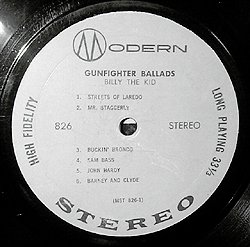 MODERN
GUNFIGHTER BALLADS
BILLY THE KID
1. STREETS OF LAREDO
2. MR. STAGGERLY
826 STEREO
HIGH FIDELITY
LONG PLAYING 33⅓
3. BUCKIN' BRONCO
4. SAM BASS
5. JOHN HARDY
6. BARNEY AND CLYDE
(MST 826-1)
STEREO